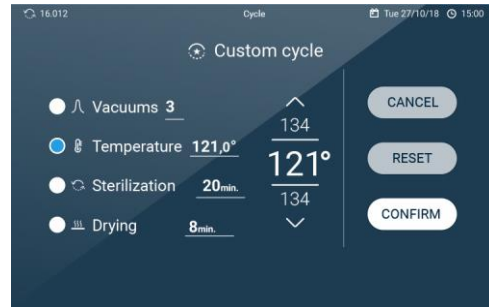 16.012 Cycle Tue 27/10/18 15:00
Custom cycle
Vacuums 3
Temperature 121,0°
Sterilization 20min.
Drying 8min.
134
121°
134
CANCEL
RESET
CONFIRM